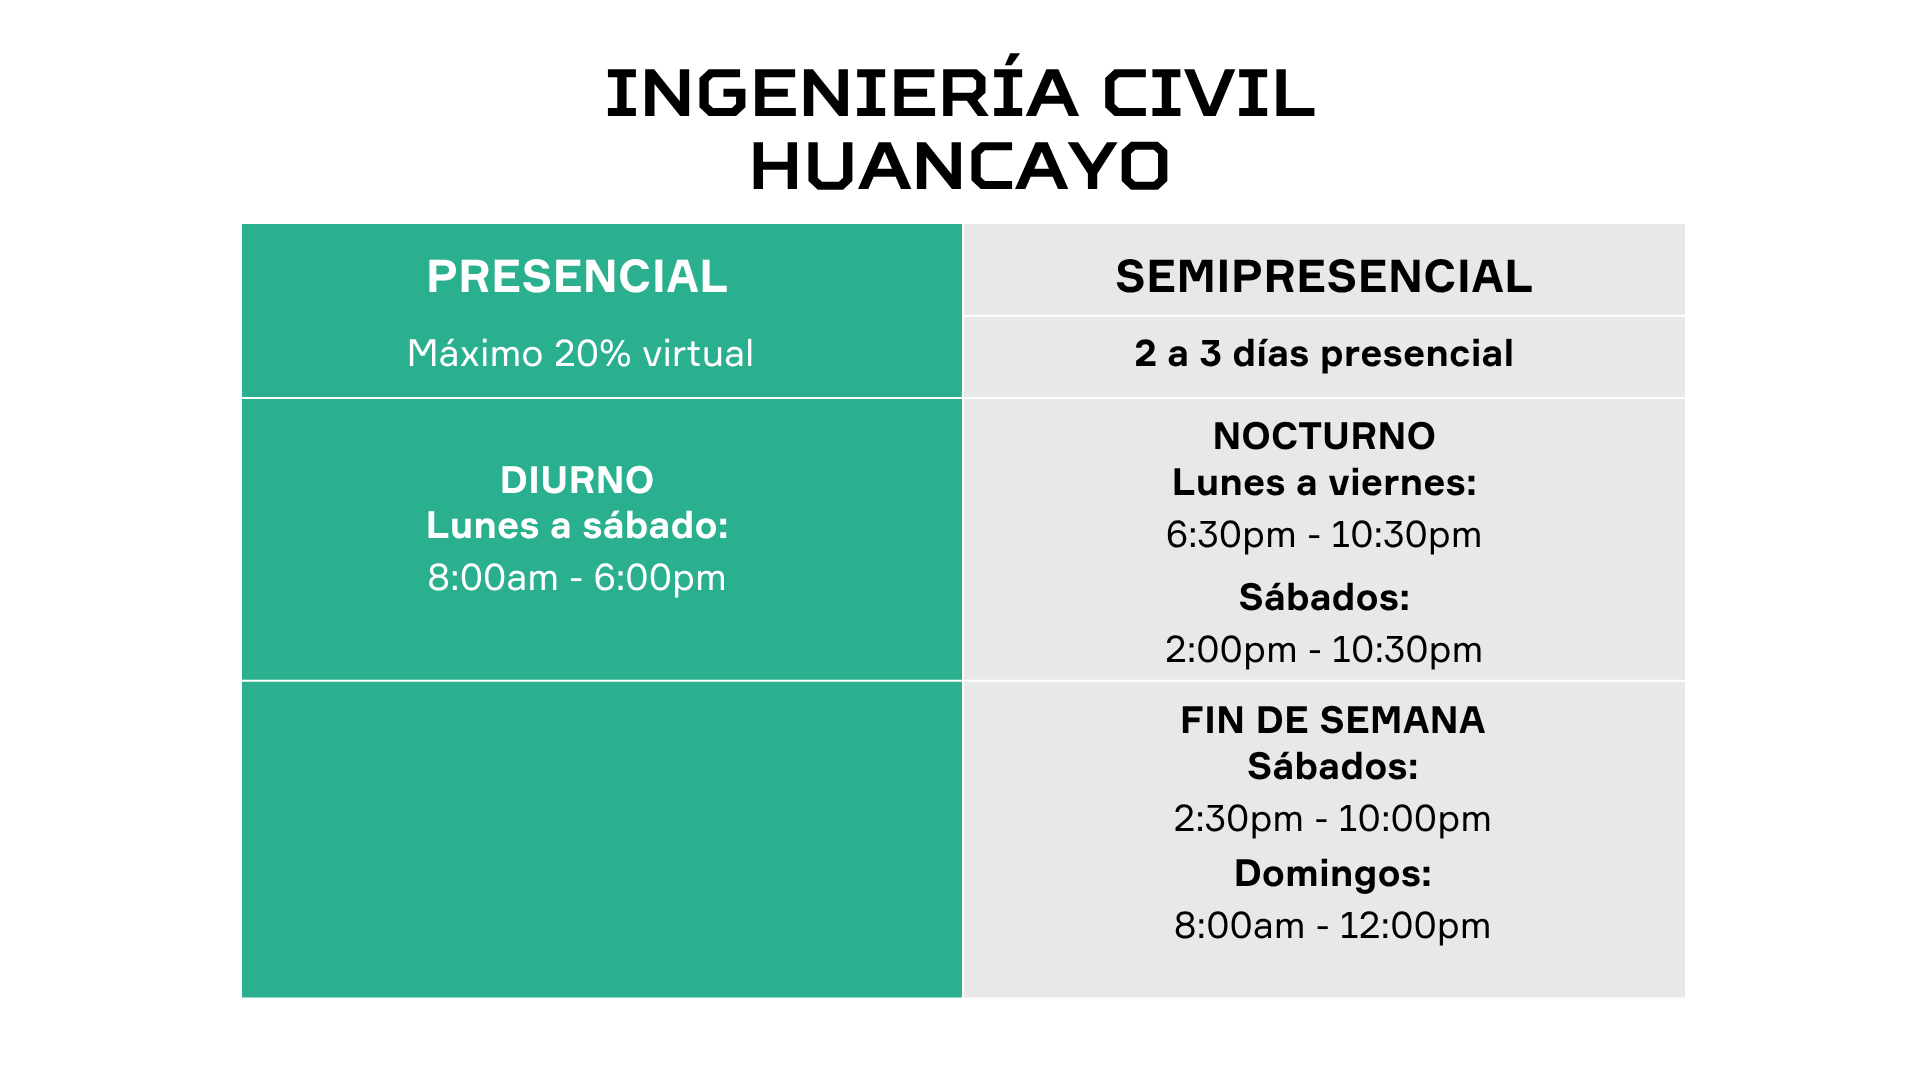 INGENIERÍA CIVIL
HUANCAYO
PRESENCIAL
Máximo 20% virtual
DIURNO
Lunes a sábado:
8:00am - 6:00pm
SEMIPRESENCIAL
2 a 3 días presencial
NOCTURNO
Lunes a viernes:
6:30pm - 10:30pm
Sábados:
2:00pm - 10:30pm
FIN DE SEMANA
Sábados:
2:30pm - 10:00pm
Domingos:
8:00am - 12:00pm